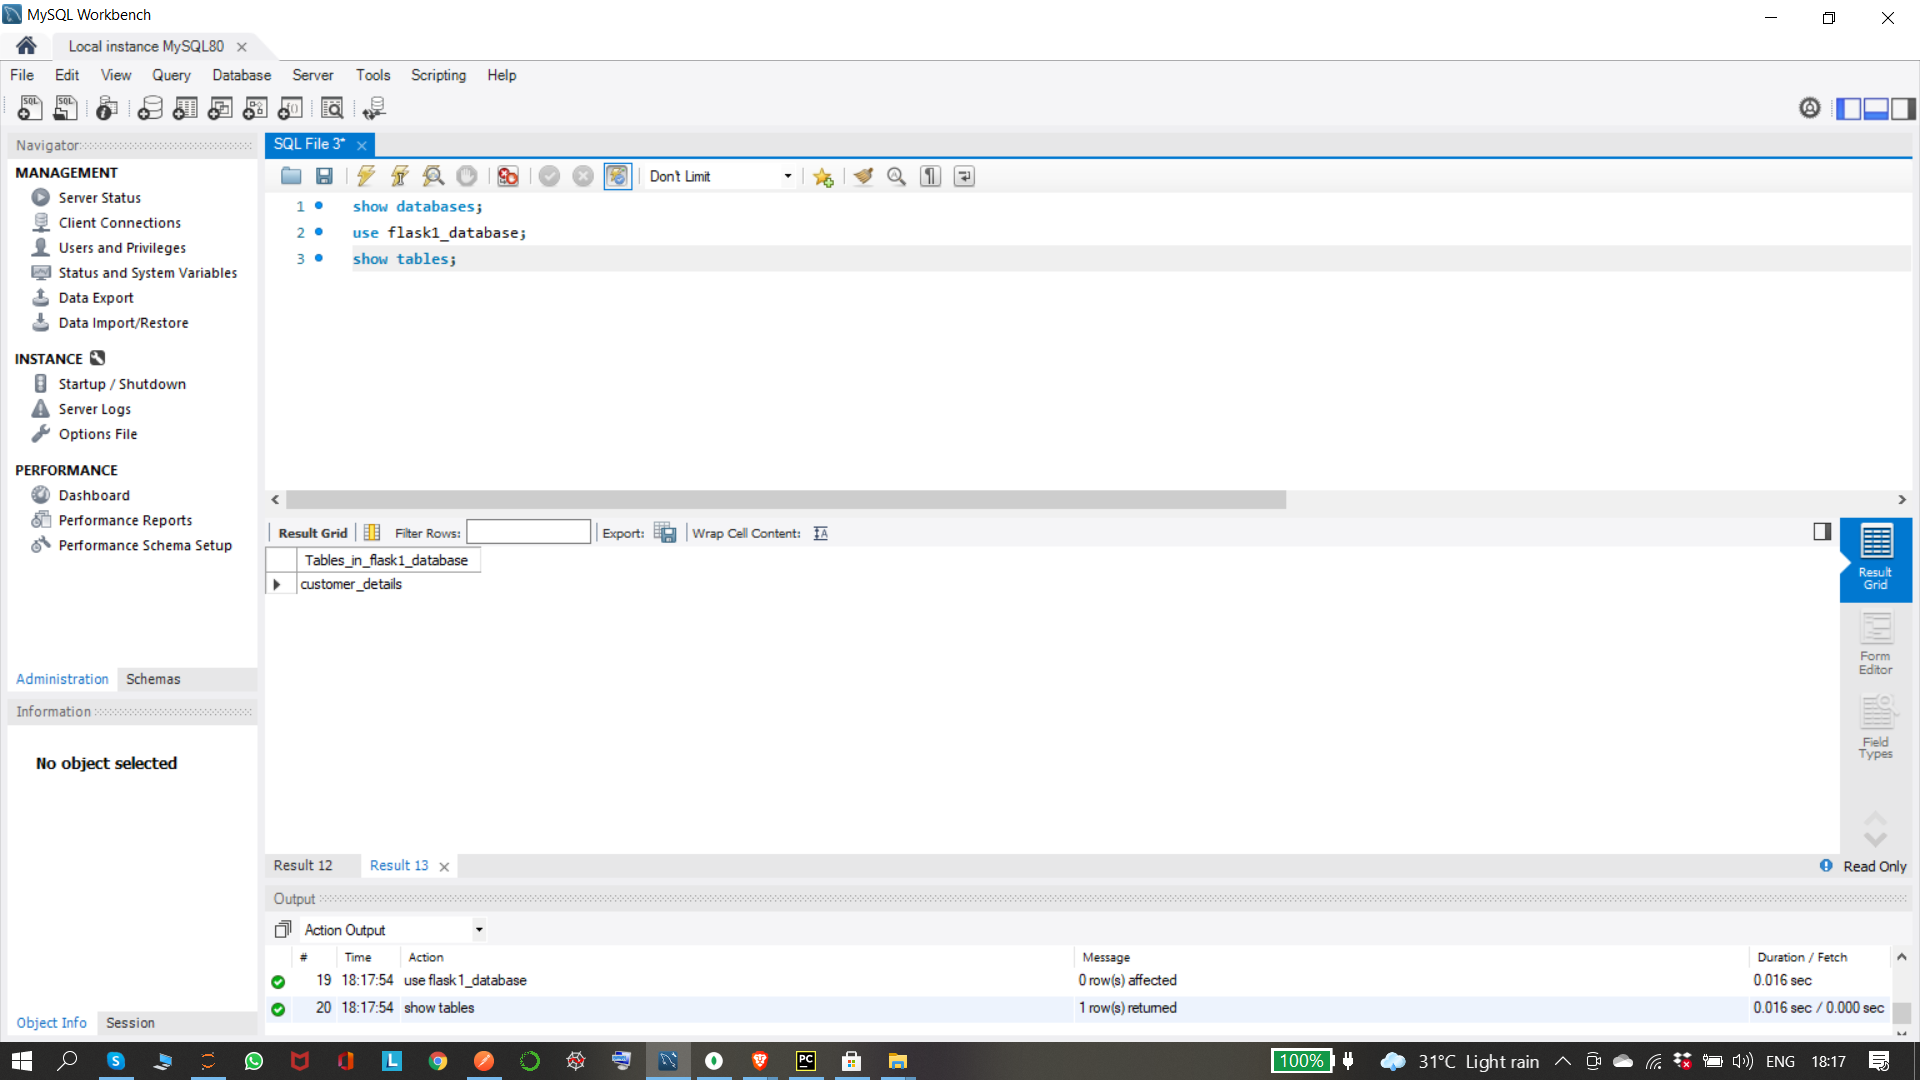 MySQL Workbench
Local instance MySQL80
File Edit View Query Database Server Tools Scripting Help
Navigator
MANAGEMENT
Server Status
Client Connections
Users and Privileges
Status and System Variables
Data Export
Data Import/Restore
INSTANCE
Startup / Shutdown
Server Logs
Options File
PERFORMANCE
Dashboard
Performance Reports
Performance Schema Setup
Administration Schemas
Information
No object selected
Object Info Session
SQL File 3*
Don't Limit
1 show databases;
2 use flask1_database;
3 show tables;
Result Grid Filter Rows: Export: Wrap Cell Content:
Tables_in_flask1_database
customer_details
Result Grid
Form Editor
Field Types
Result 12 Result 13
Read Only
Output
Action Output
# Time Action Message Duration / Fetch
19 18:17:54 use flask1_database 0 row(s) affected 0.016 sec
20 18:17:54 show tables 1 row(s) returned 0.016 sec / 0.000 sec
100% 31°C Light rain ENG 18:17